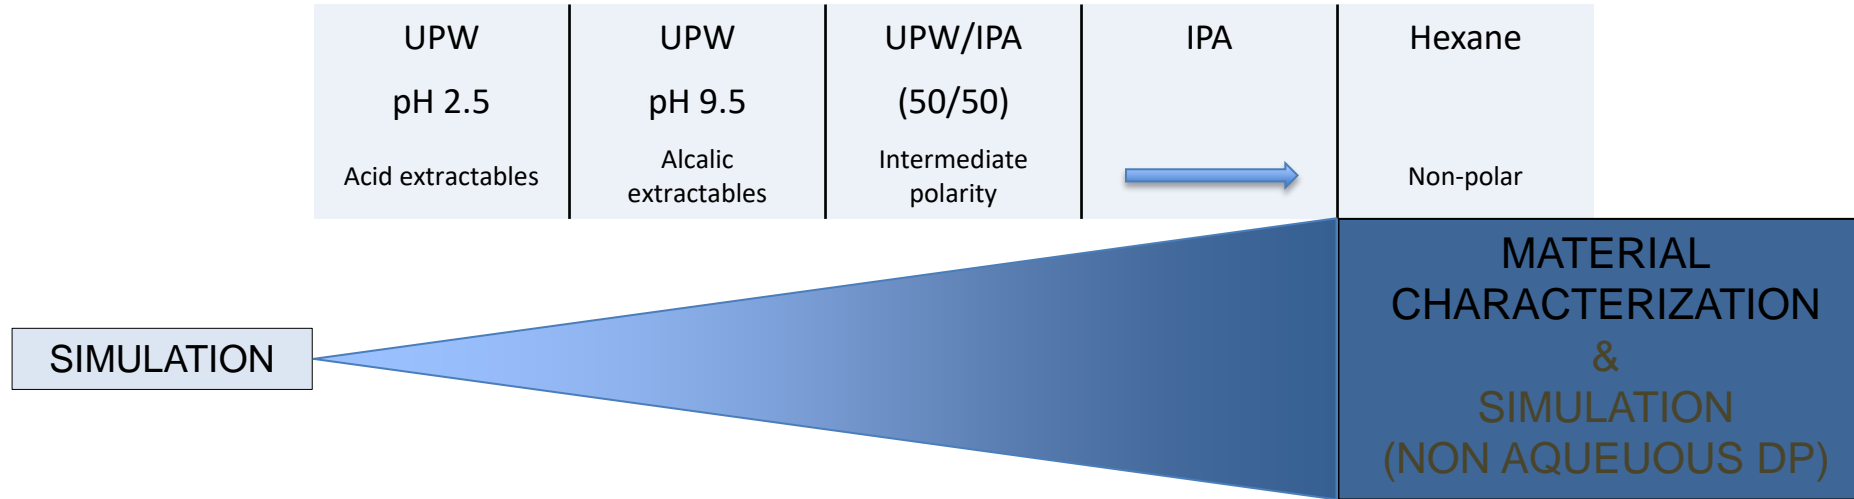 UPW
pH 2.5
Acid extractables
UPW
pH 9.5
Alcalic
extractables
UPW/IPA
(50/50)
Intermediate
polarity
IPA
Hexane
Non-polar
SIMULATION
MATERIAL
CHARACTERIZATION
&
SIMULATION
(NON AQUEUOUS DP)